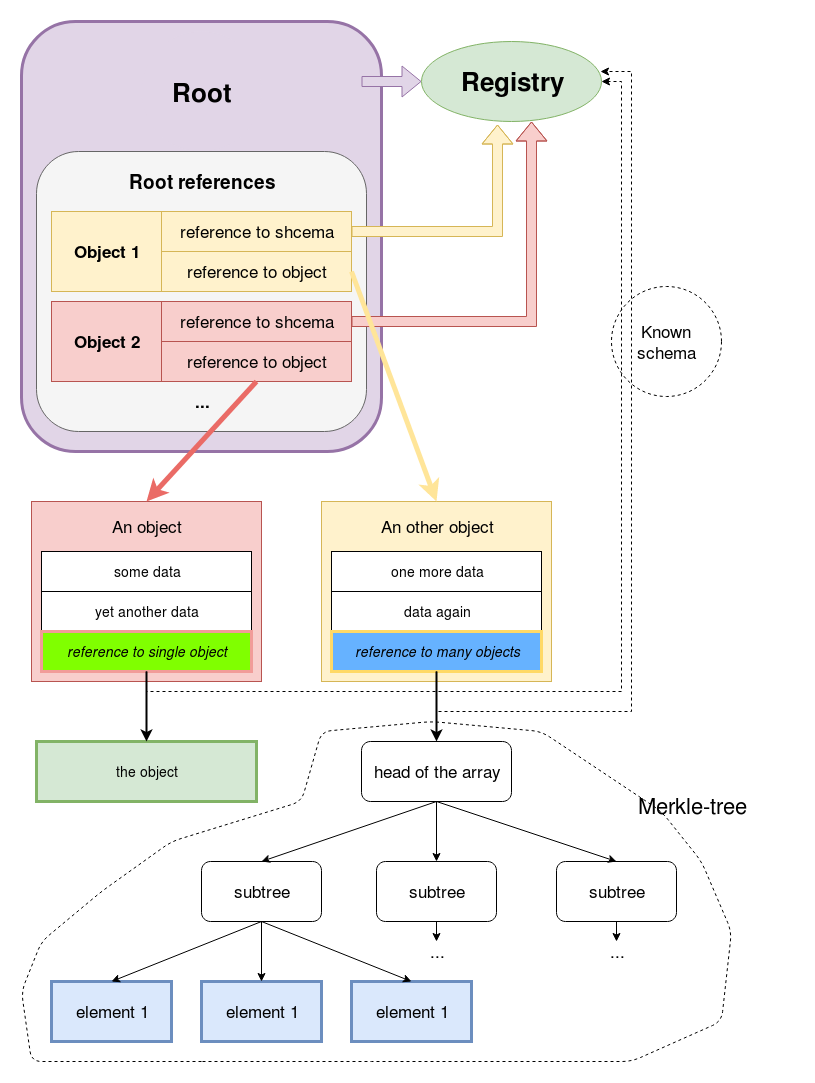 Root
Registry
Root references
Object 1
reference to shcema
reference to object
Object 2
reference to shcema
reference to object
...
Known
schema
An object
some data
yet another data
reference to single object
An other object
one more data
data again
reference to many objects
the object
head of the array
Merkle-tree
subtree
subtree
subtree
...
...
element 1
element 1
element 1